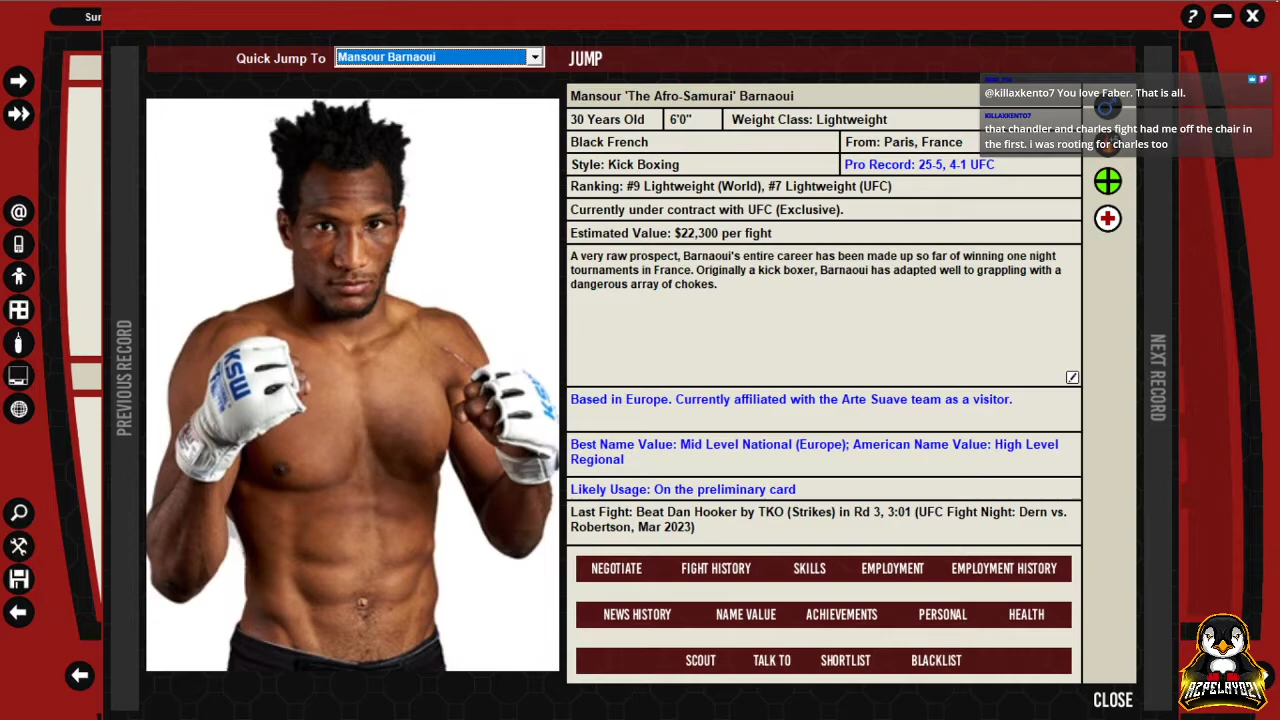 Sur
?
X
Quick Jump To
Mansour Barnaoui
JUMP
Mansour 'The Afro-Samurai' Barnaoui
30 Years Old
6'0"
Weight Class: Lightweight
Black French
From: Paris, France
Style: Kick Boxing
Pro Record: 25-5, 4-1 UFC
Ranking: #9 Lightweight (World), #7 Lightweight (UFC)
Currently under contract with UFC (Exclusive).
Estimated Value: $22,300 per fight
A very raw prospect, Barnaoui's entire career has been made up so far of winning one night
tournaments in France. Originally a kick boxer, Barnaoui has adapted well to grappling with a
dangerous array of chokes.
Based in Europe. Currently affiliated with the Arte Suave team as a visitor.
Best Name Value: Mid Level National (Europe); American Name Value: High Level
Regional
Likely Usage: On the preliminary card
Last Fight: Beat Dan Hooker by TKO (Strikes) in Rd 3, 3:01 (UFC Fight Night: Dern vs.
Robertson, Mar 2023)
NEGOTIATE
FIGHT HISTORY
SKILLS
EMPLOYMENT
EMPLOYMENT HISTORY
NEWS HISTORY
NAME VALUE
ACHIEVEMENTS
PERSONAL
HEALTH
SCOUT
TALK TO
SHORTLIST
BLACKLIST
CLOSE
PREVIOUS RECORD
NEXT RECORD
@killaxkento7 You love Faber. That is all.
KILLAXKENTO7
that chandler and charles fight had me off the chair in
the first. i was rooting for charles too
@
KSW
KSW
ACPELAYO21